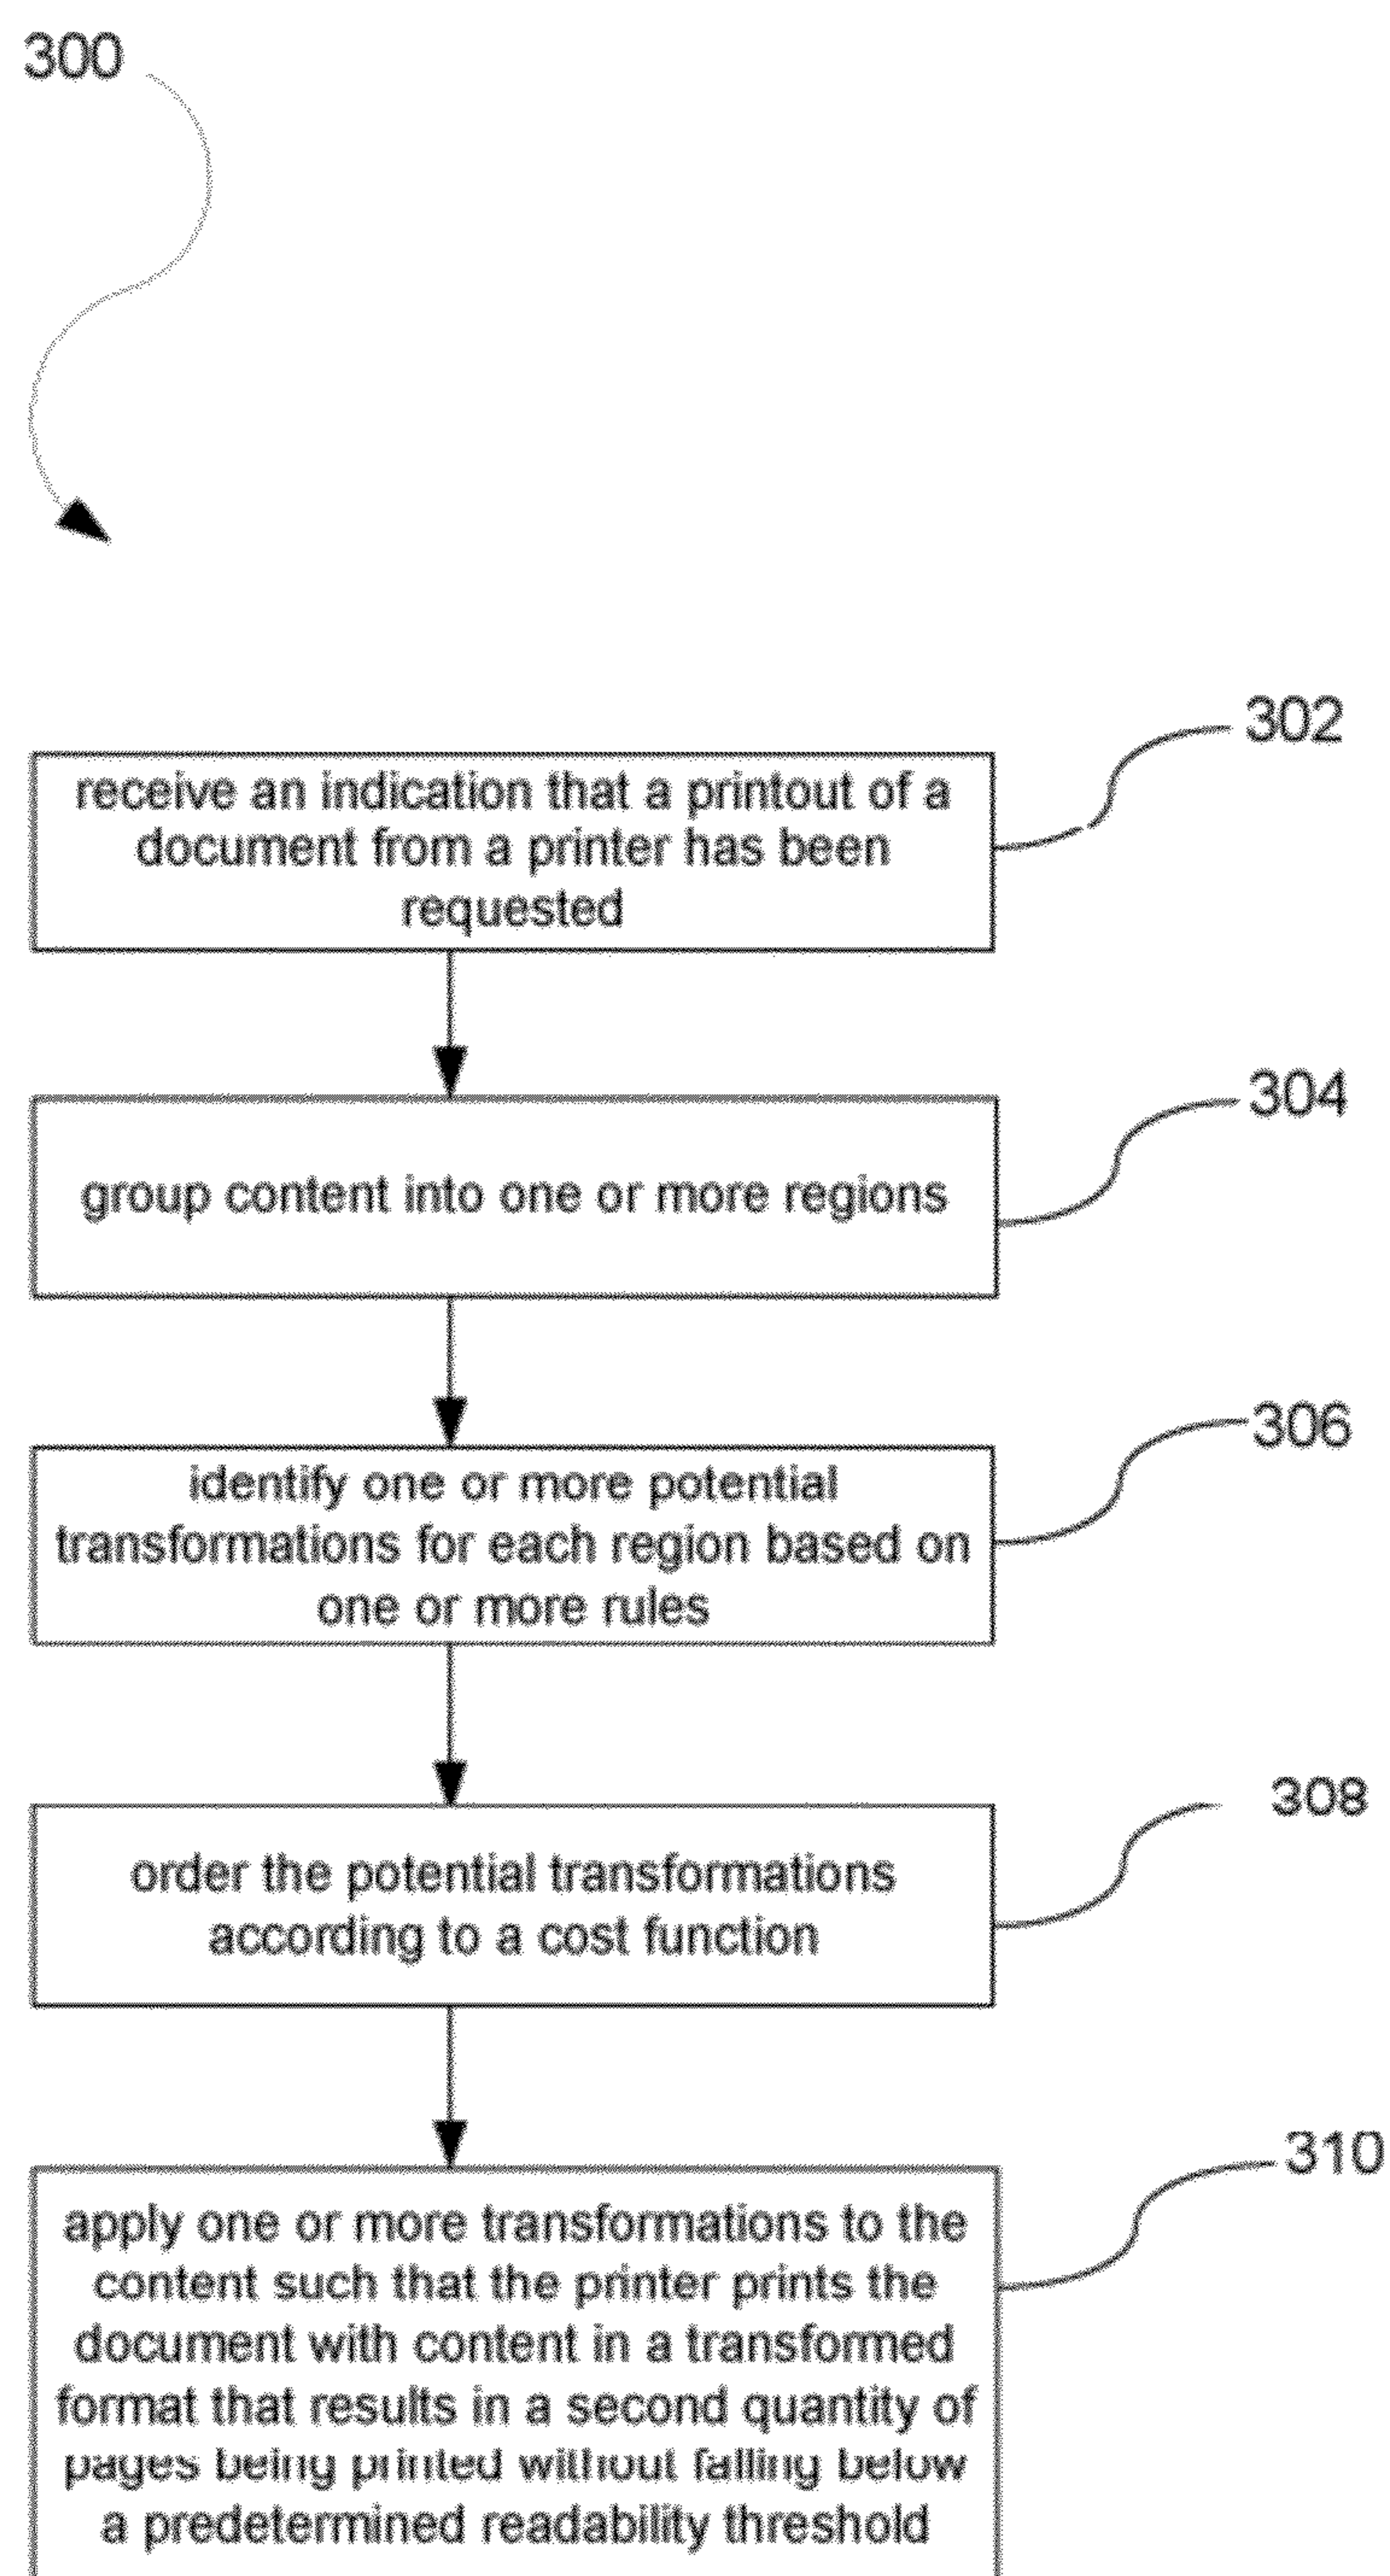 300
302
receive an indication that a printout of a
document from a printer has been
requested
304
group content into one or more regions
306
identify one or more potential
transformations for each region based on
one or more rules
308
order the potential transformations
according to a cost function
310
apply one or more transformations to the
content such that the printer prints the
document with content in a transformed
format that results in a second quantity of
pages being printed without falling below
a predetermined readability threshold